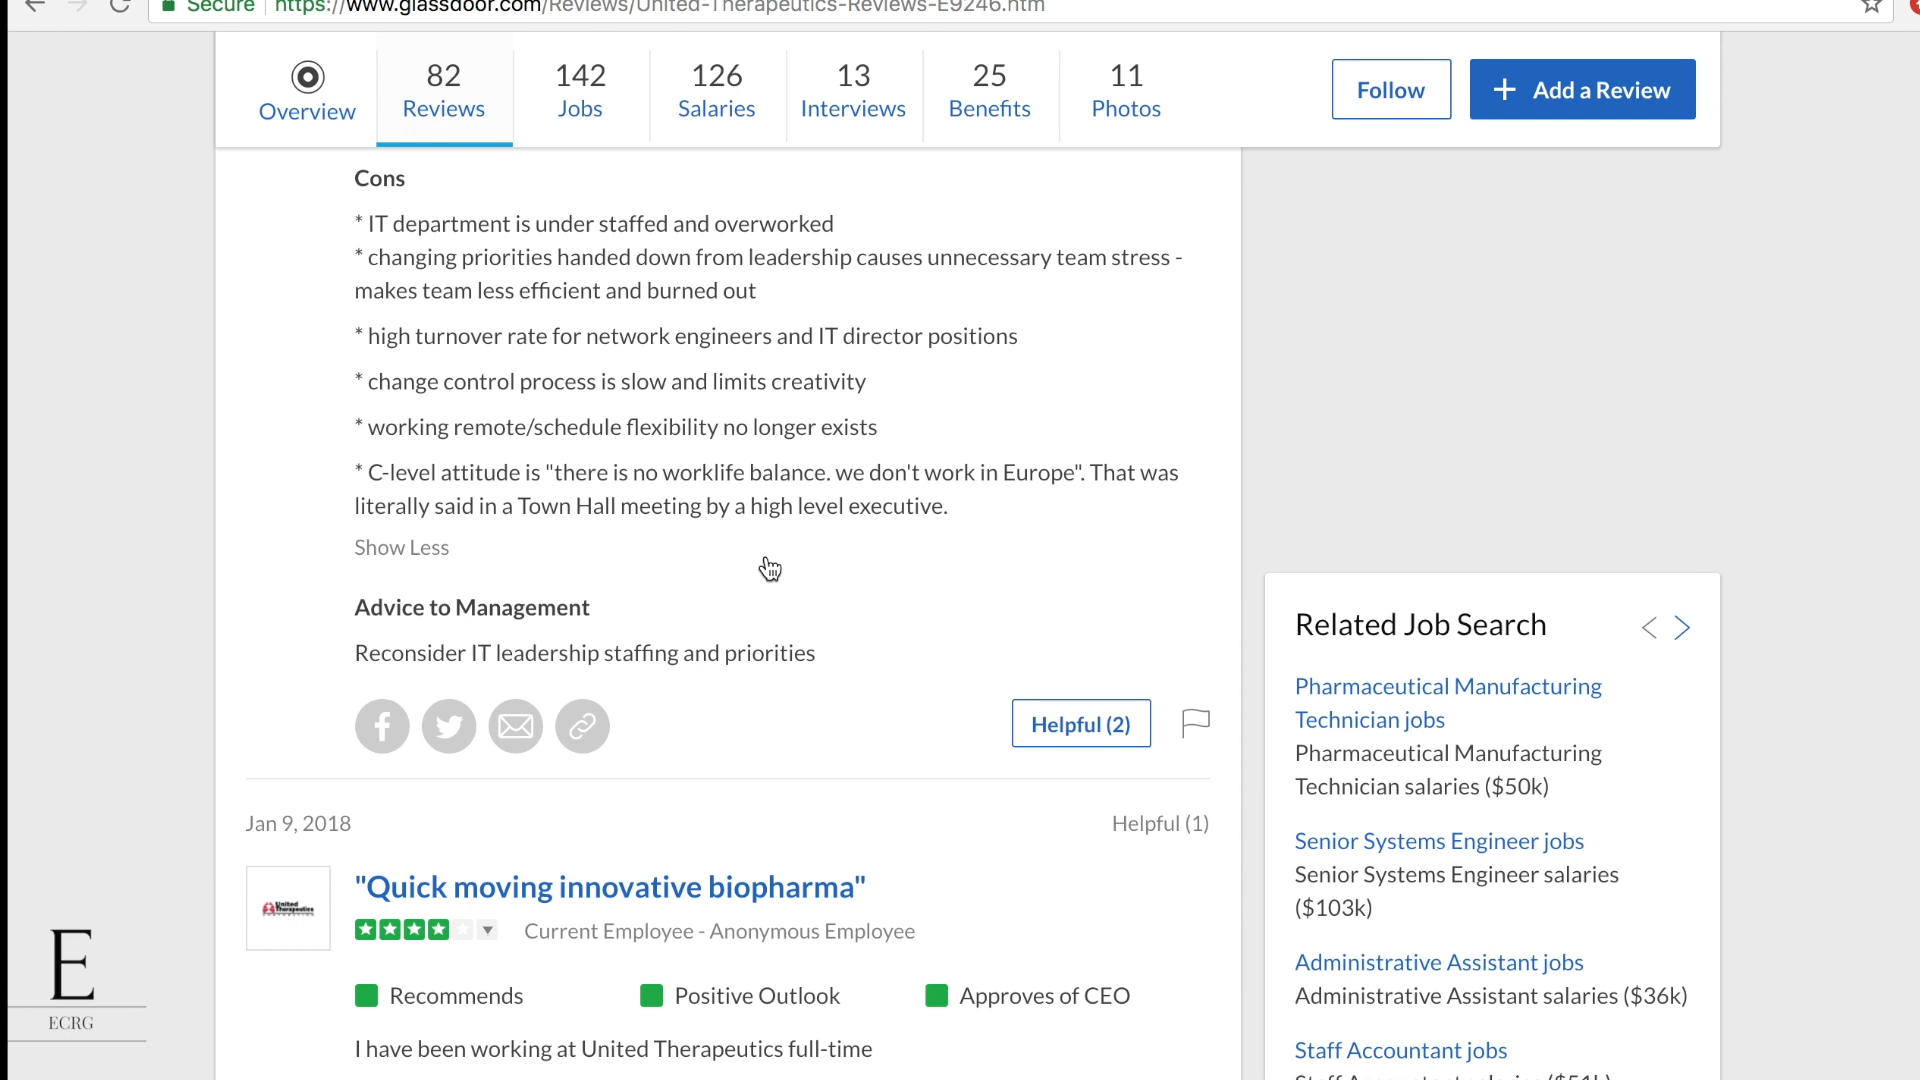 Secure https://www.glassdoor.com/Reviews/United-Therapeutics-Reviews-E9246.htm
Overview
82
Reviews
142
Jobs
126
Salaries
13
Interviews
25
Benefits
11
Photos
Follow
+ Add a Review
Cons
* IT department is under staffed and overworked
* changing priorities handed down from leadership causes unnecessary team stress -
makes team less efficient and burned out
* high turnover rate for network engineers and IT director positions
* change control process is slow and limits creativity
* working remote/schedule flexibility no longer exists
* C-level attitude is "there is no worklife balance. we don't work in Europe". That was
literally said in a Town Hall meeting by a high level executive.
Show Less
Advice to Management
Reconsider IT leadership staffing and priorities
Helpful (2)
Jan 9, 2018
Helpful (1)
United
Therapeutics
"Quick moving innovative biopharma"
Current Employee - Anonymous Employee
Recommends
Positive Outlook
Approves of CEO
I have been working at United Therapeutics full-time
Related Job Search
Pharmaceutical Manufacturing
Technician jobs
Pharmaceutical Manufacturing
Technician salaries ($50k)
Senior Systems Engineer jobs
Senior Systems Engineer salaries
($103k)
Administrative Assistant jobs
Administrative Assistant salaries ($36k)
Staff Accountant jobs
E
ECRG